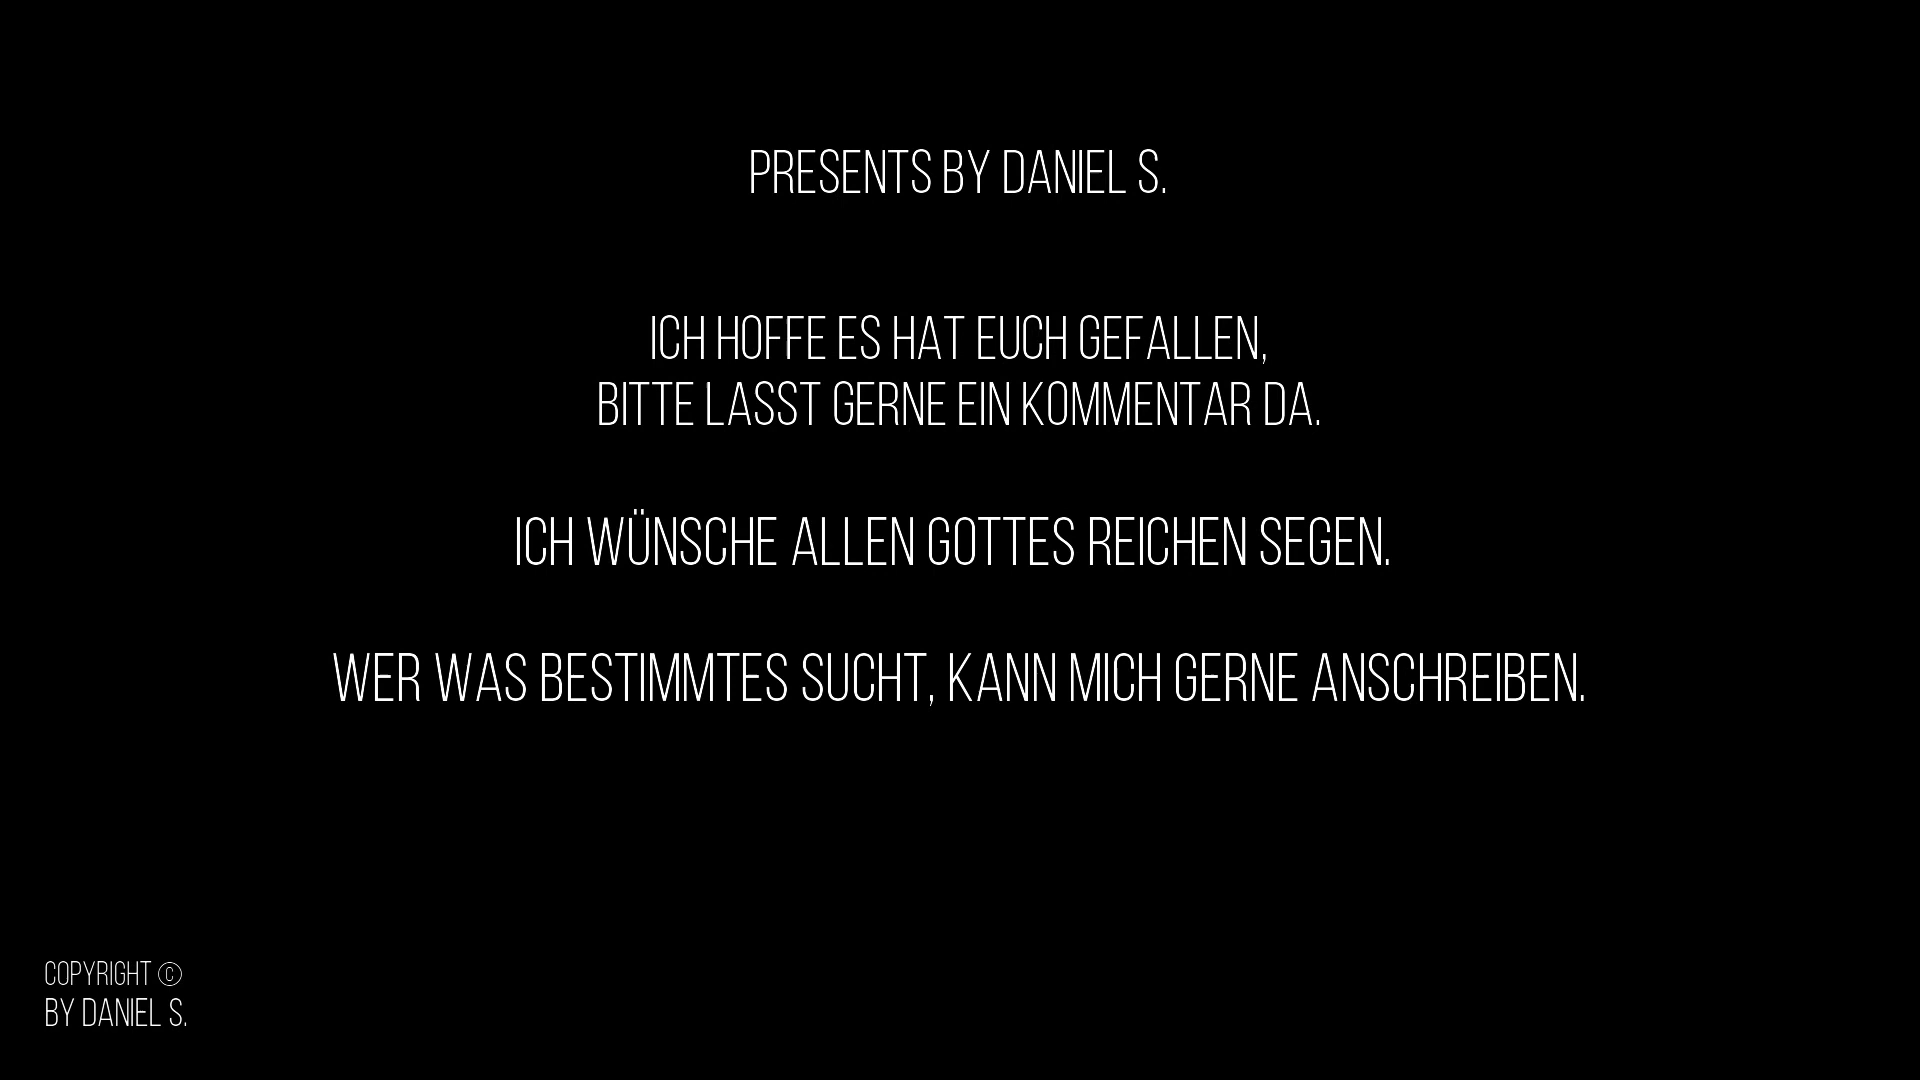 PRESENTS BY DANIEL S.
ICH HOFFE ES HAT EUCH GEFALLEN,
BITTE LASST GERNE EIN KOMMENTAR DA.
ICH WÜNSCHE ALLEN GOTTES REICHEN SEGEN.
WER WAS BESTIMMTES SUCHT, KANN MICH GERNE ANSCHREIBEN.
COPYRIGHT ©
BY DANIEL S.